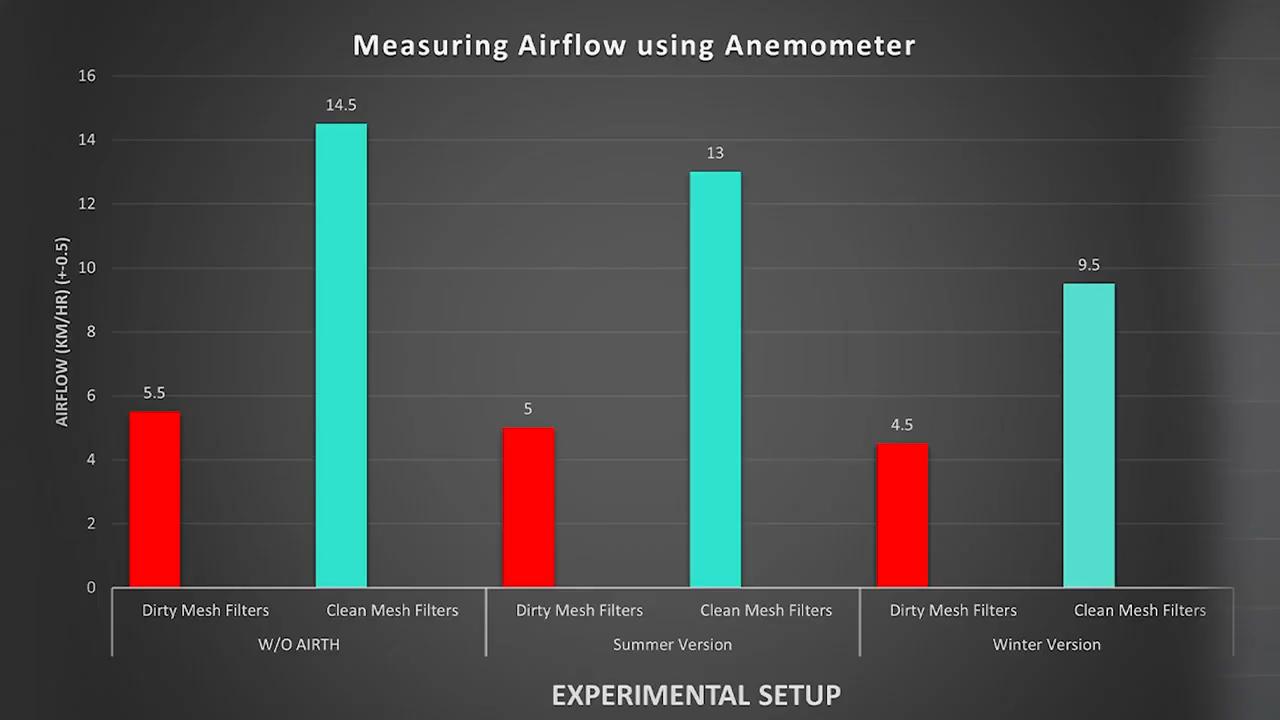 Measuring Airflow using Anemometer
AIRFLOW (KM/HR) (+-0.5)
16
14
12
10
8
6
4
2
0
5.5
14.5
5
13
4.5
9.5
Dirty Mesh Filters
Clean Mesh Filters
Dirty Mesh Filters
Clean Mesh Filters
Dirty Mesh Filters
Clean Mesh Filters
W/O AIRTH
Summer Version
Winter Version
EXPERIMENTAL SETUP